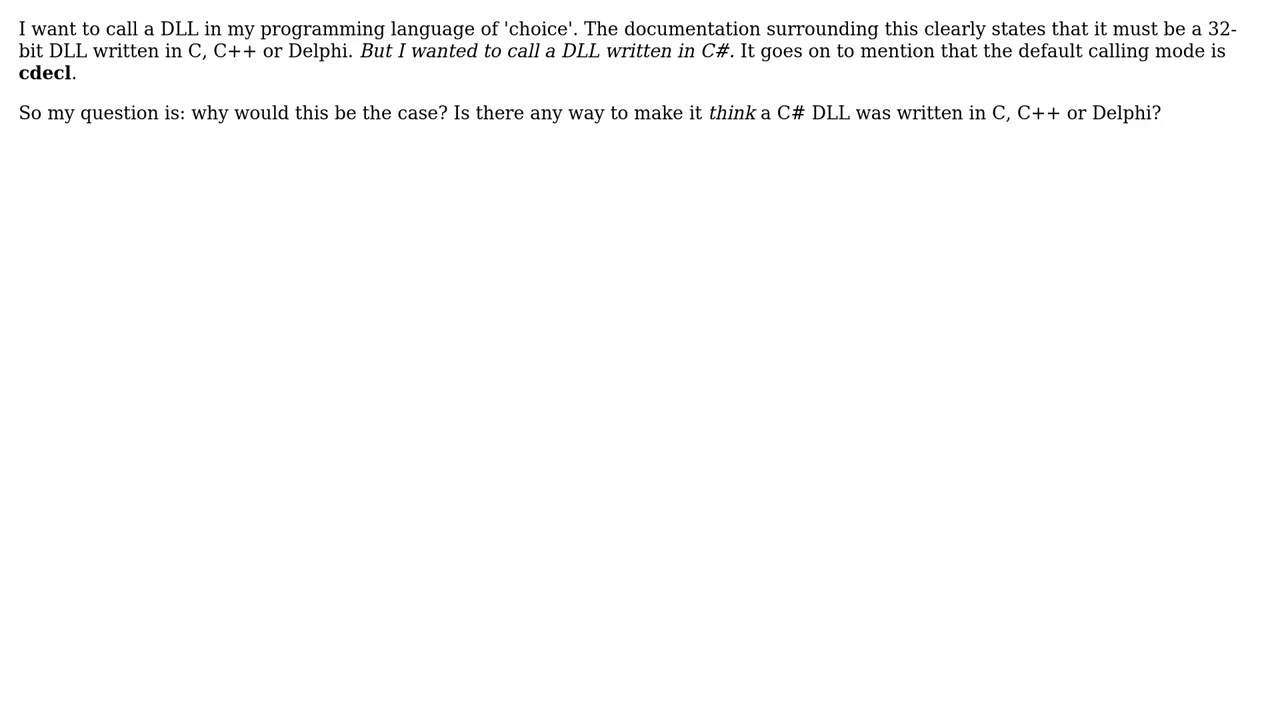 I want to call a DLL in my programming language of 'choice'. The documentation surrounding this clearly states that it must be a 32-
bit DLL written in C, C++ or Delphi. But I wanted to call a DLL written in C#. It goes on to mention that the default calling mode is
cdecl.
So my question is: why would this be the case? Is there any way to make it think a C# DLL was written in C, C++ or Delphi?